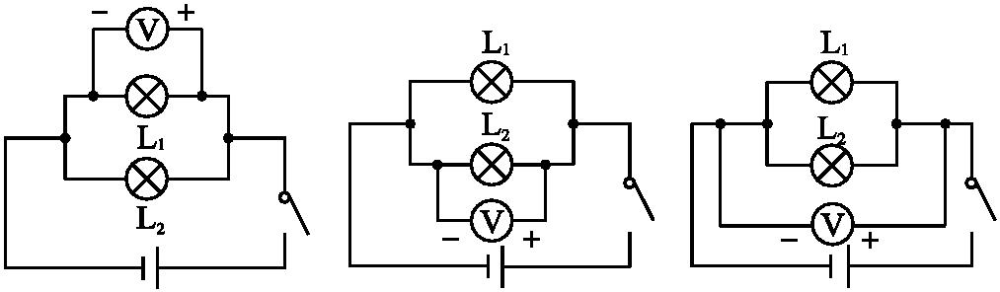 − V +
L₁
L₂
L₁
L₂
V
− +
L₁
L₂
V
− +